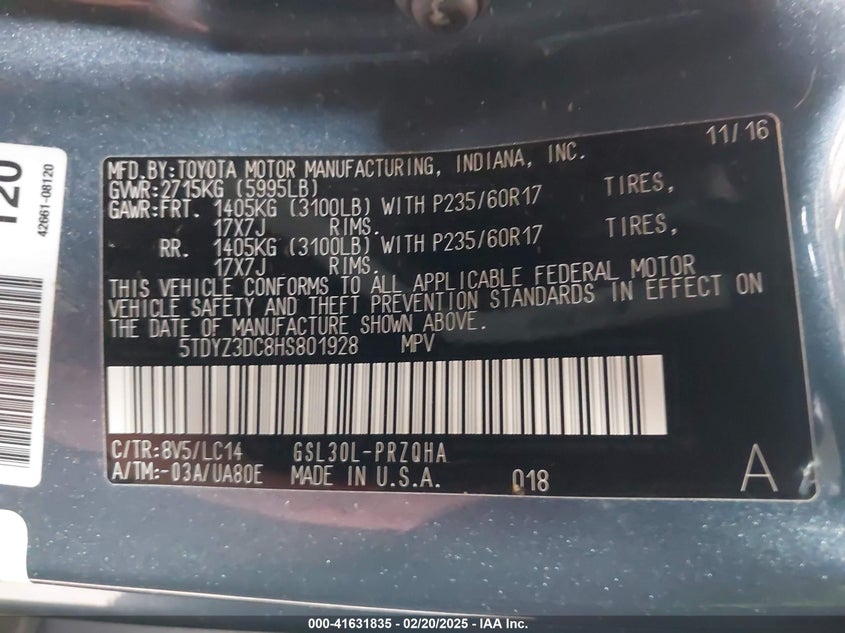 120
42661-08120
11/16
MFD.BY:TOYOTA MOTOR MANUFACTURING, INDIANA, INC.
GVWR:2715KG (5995LB)
GAWR:FRT. 1405KG (3100LB) WITH P235/60R17 TIRES,
17X7J RIMS.
RR. 1405KG (3100LB) WITH P235/60R17 TIRES,
17X7J RIMS.
THIS VEHICLE CONFORMS TO ALL APPLICABLE FEDERAL MOTOR
VEHICLE SAFETY AND THEFT PREVENTION STANDARDS IN EFFECT ON
THE DATE OF MANUFACTURE SHOWN ABOVE.
5TDYZ3DC8HS801928 MPV
C/TR:8V5/LC14 GSL30L-PRZQHA
A/TM:-03A/UA80E MADE IN U.S.A. Q18 A
000-41631835 - 02/20/2025 - IAA Inc.